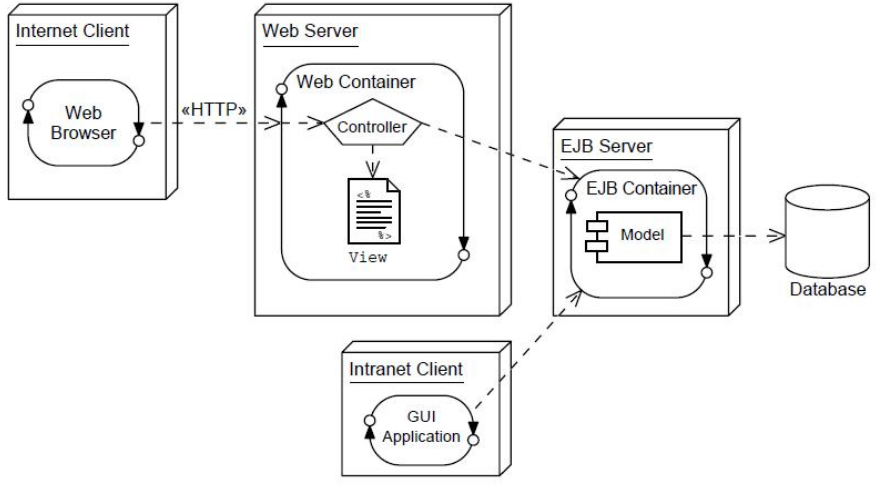 Internet Client
Web
Browser
«HTTP»
Web Server
Web Container
Controller
<%
%>
View
EJB Server
EJB Container
Model
Database
Intranet Client
GUI
Application